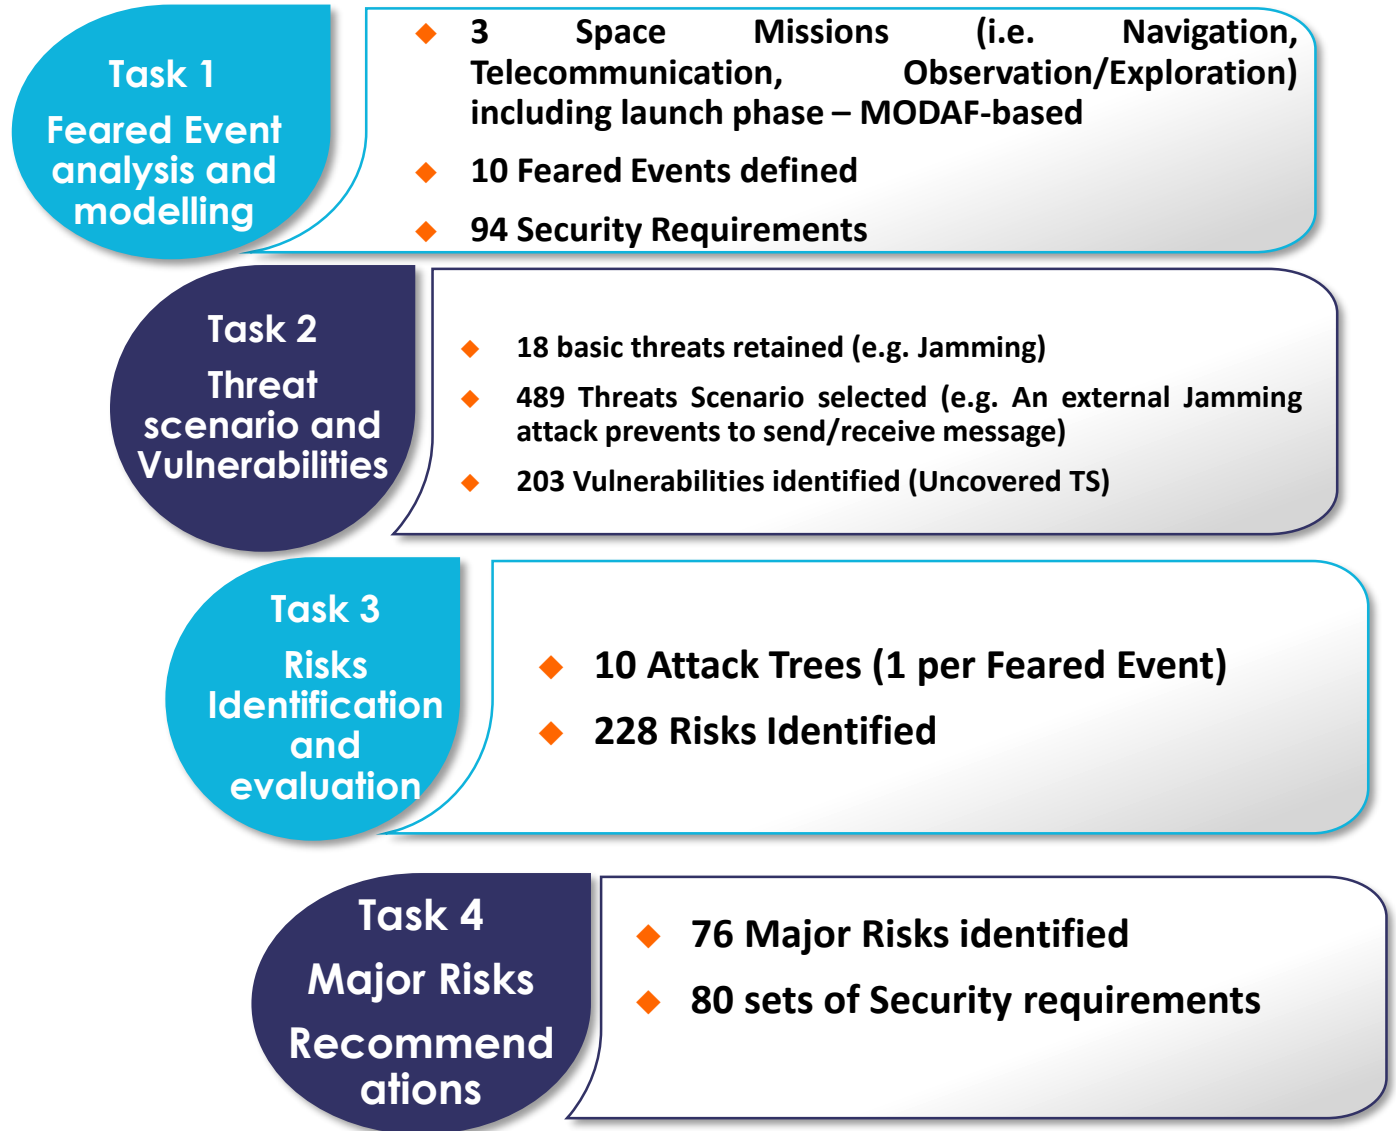 Task 1
Feared Event
analysis and
modelling
3 Space Missions (i.e. Navigation,
Telecommunication, Observation/Exploration)
including launch phase – MODAF-based
10 Feared Events defined
94 Security Requirements
Task 2
Threat
scenario and
Vulnerabilities
18 basic threats retained (e.g. Jamming)
489 Threats Scenario selected (e.g. An external Jamming
attack prevents to send/receive message)
203 Vulnerabilities identified (Uncovered TS)
Task 3
Risks
Identification
and
evaluation
10 Attack Trees (1 per Feared Event)
228 Risks Identified
Task 4
Major Risks
Recommend
ations
76 Major Risks identified
80 sets of Security requirements